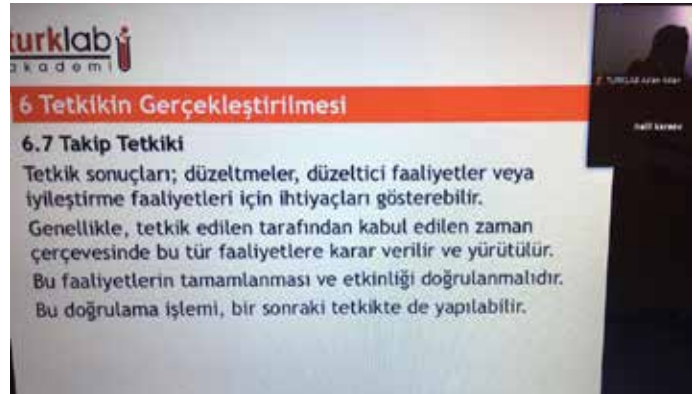 turklab
akademi
6 Tetkikin Gerçekleştirilmesi
6.7 Takip Tetkiki
Tetkik sonuçları; düzeltmeler, düzeltici faaliyetler veya
iyileştirme faaliyetleri için ihtiyaçları gösterebilir.
Genellikle, tetkik edilen tarafından kabul edilen zaman
çerçevesinde bu tür faaliyetlere karar verilir ve yürütülür.
Bu faaliyetlerin tamamlanması ve etkinliği doğrulanmalıdır.
Bu doğrulama işlemi, bir sonraki tetkikte de yapılabilir.
TURKLAB